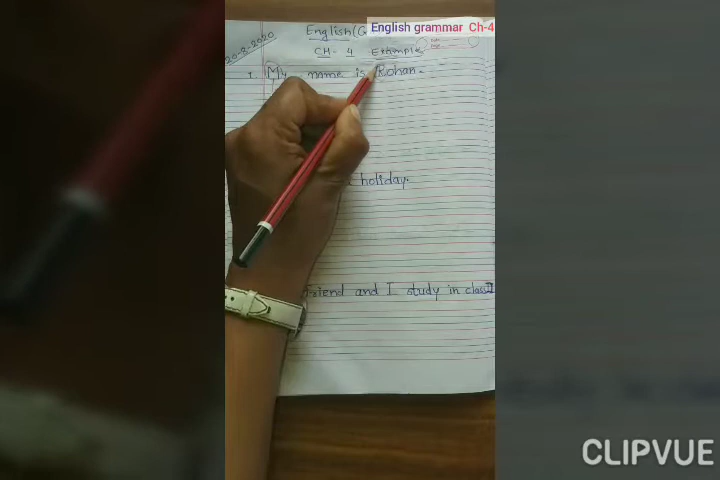 English (G
English grammar Ch-4
20-8-2020
CH- 4 Example
1. My name is Rohan.
holiday.
friend and I study in class II
CLIPVUE